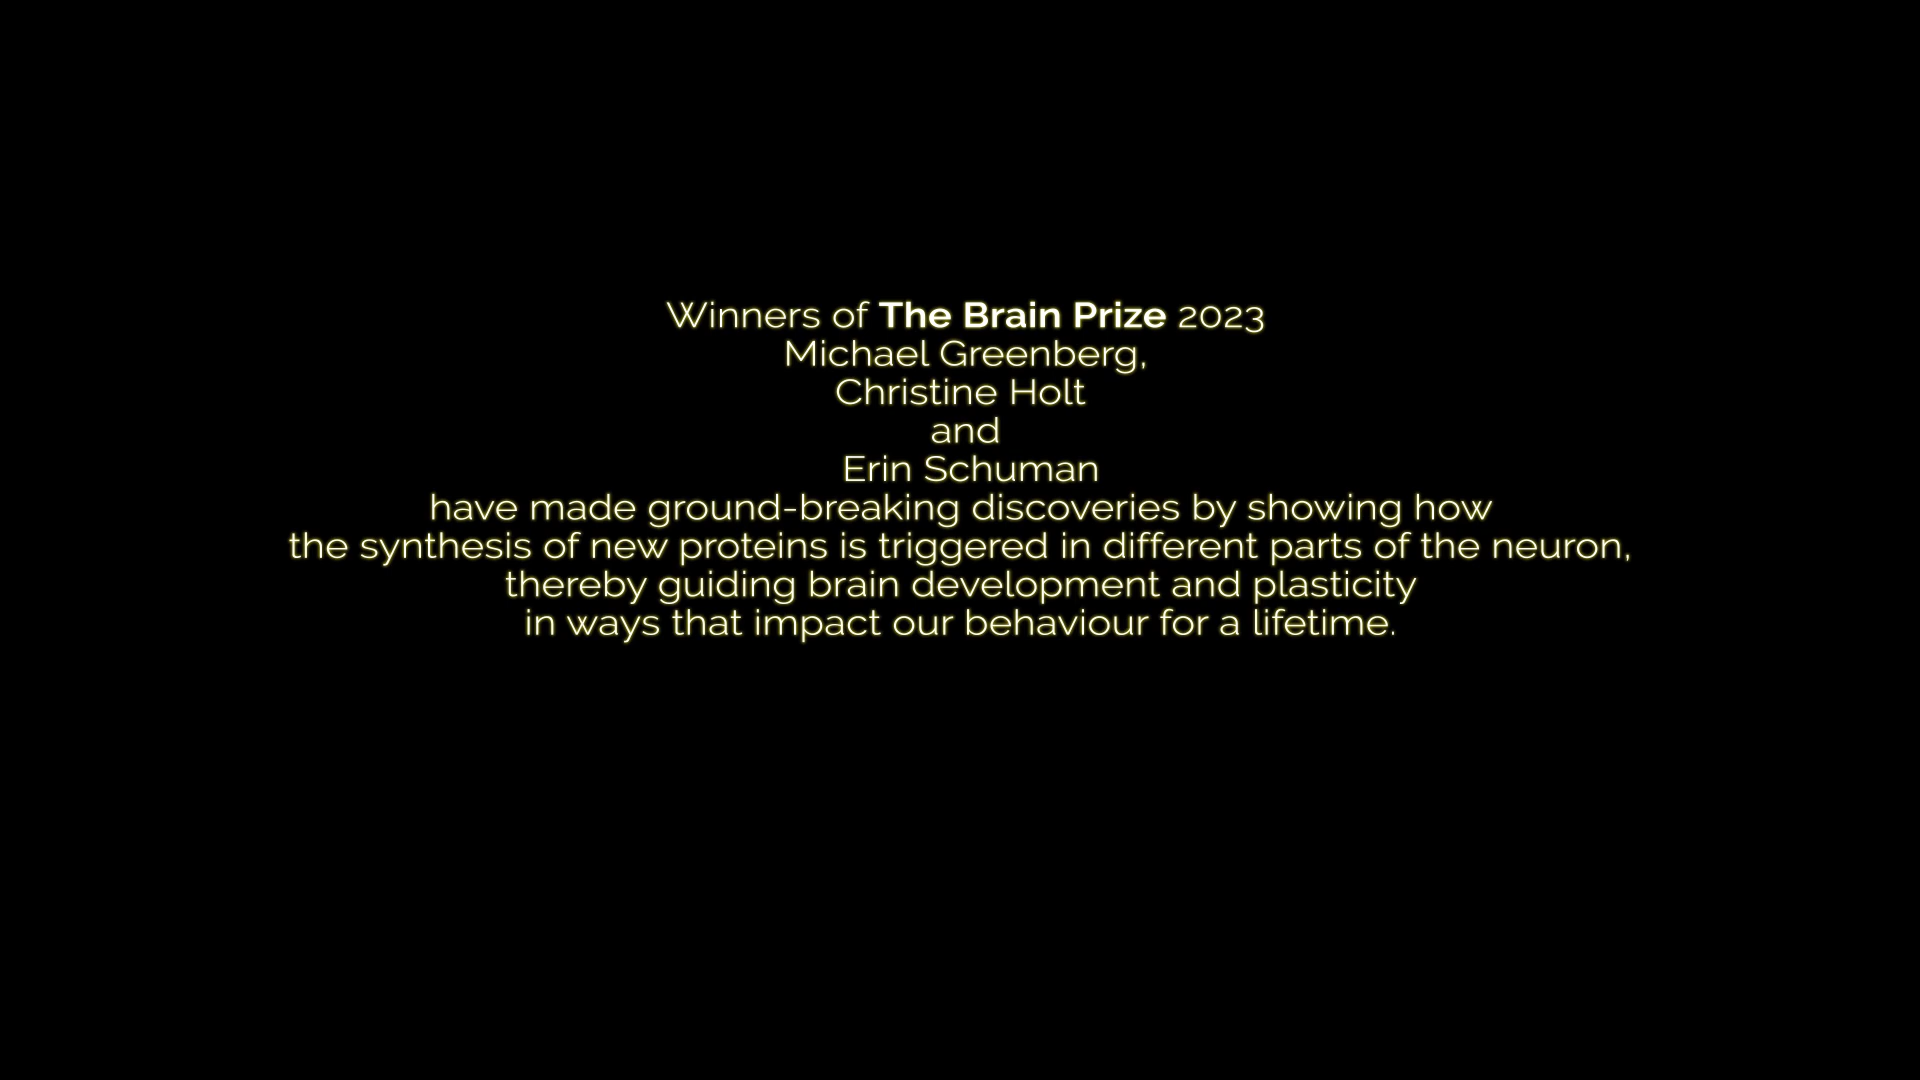 Winners of The Brain Prize 2023
Michael Greenberg,
Christine Holt
and
Erin Schuman
have made ground-breaking discoveries by showing how
the synthesis of new proteins is triggered in different parts of the neuron,
thereby guiding brain development and plasticity
in ways that impact our behaviour for a lifetime.